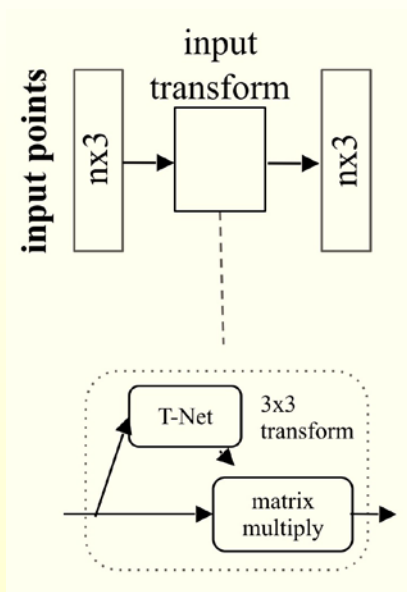 input
transform
input points
nx3
nx3
T-Net
3x3
transform
matrix
multiply